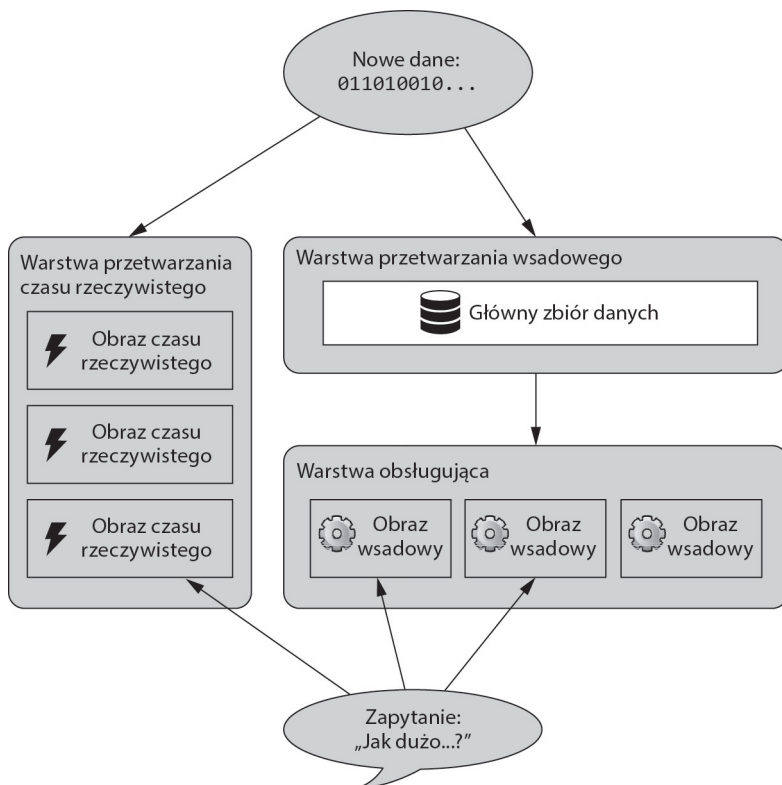 Nowe dane:
011010010...
Warstwa przetwarzania
czasu rzeczywistego
Obraz czasu
rzeczywistego
Obraz czasu
rzeczywistego
Obraz czasu
rzeczywistego
Warstwa przetwarzania wsadowego
Główny zbiór danych
Warstwa obsługująca
Obraz
wsadowy
Obraz
wsadowy
Obraz
wsadowy
Zapytanie:
„Jak dużo...?”